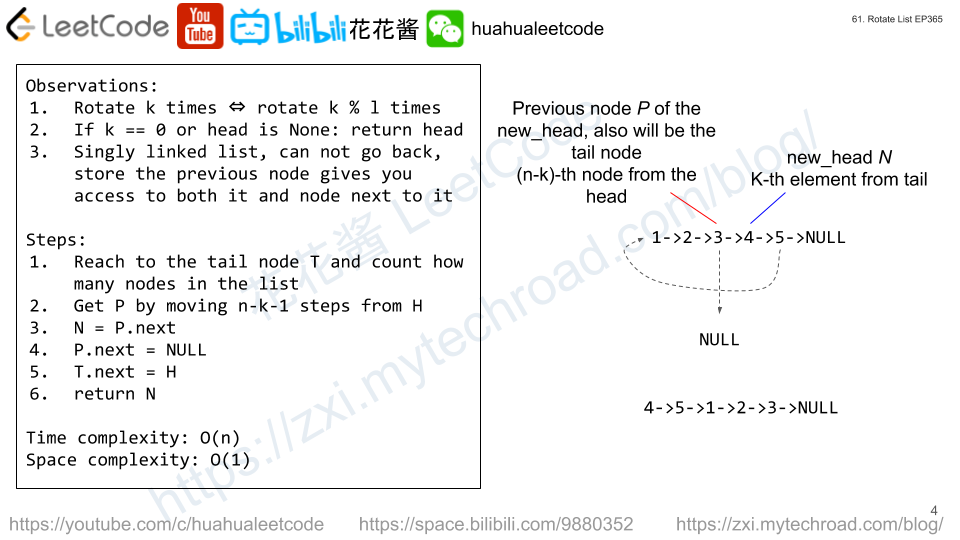 LeetCode You Tube bilibili 花花酱 huahualeetcode
61. Rotate List EP365
Observations:
1. Rotate k times ⇔ rotate k % l times
2. If k == 0 or head is None: return head
3. Singly linked list, can not go back,
store the previous node gives you
access to both it and node next to it
Steps:
1. Reach to the tail node T and count how
many nodes in the list
2. Get P by moving n-k-1 steps from H
3. N = P.next
4. P.next = NULL
5. T.next = H
6. return N
Time complexity: O(n)
Space complexity: O(1)
Previous node P of the
new_head, also will be the
tail node
(n-k)-th node from the
head
new_head N
K-th element from tail
1->2->3->4->5->NULL
NULL
4->5->1->2->3->NULL
花花酱 LeetCode
https://zxi.mytechroad.com/blog/
4
https://youtube.com/c/huahualeetcode https://space.bilibili.com/9880352 https://zxi.mytechroad.com/blog/